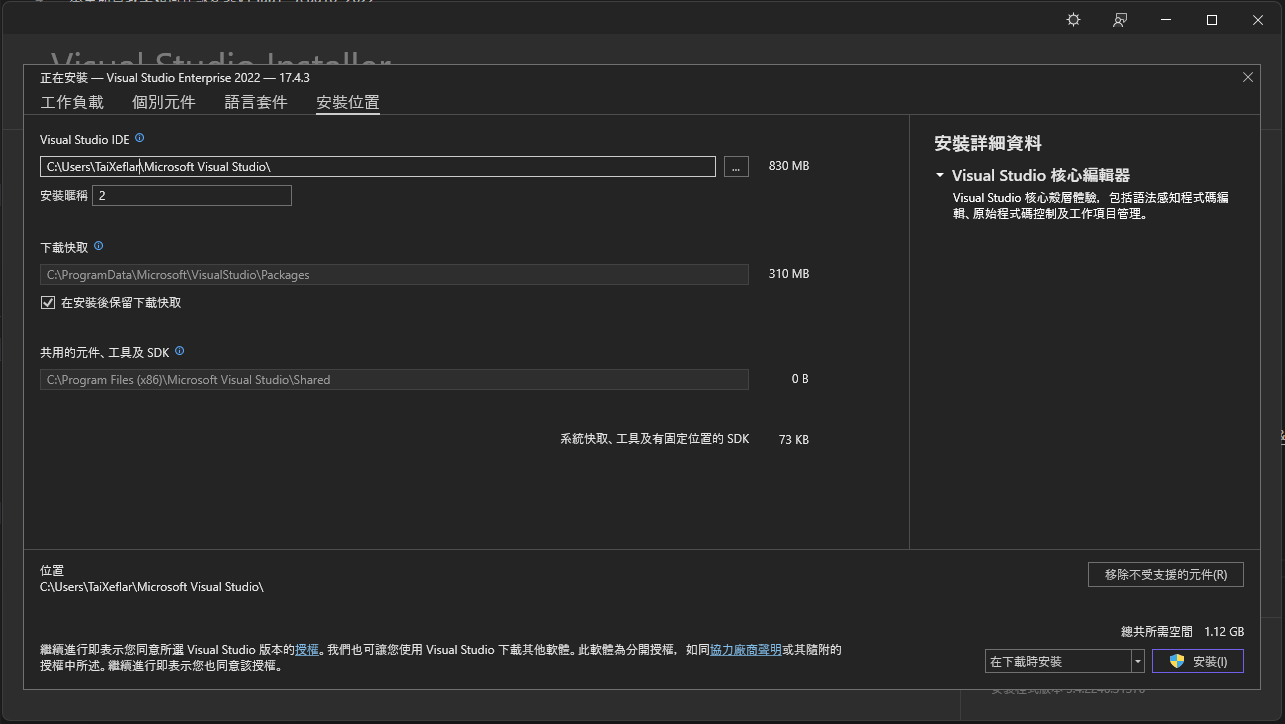 Visual Studio Installer
正在安裝 — Visual Studio Enterprise 2022 — 17.4.3
工作負載 個別元件 語言套件 安裝位置
Visual Studio IDE
C:\Users\TaiXeflar\Microsoft Visual Studio\
... 830 MB
安裝暱稱 2
下載快取
C:\ProgramData\Microsoft\VisualStudio\Packages
310 MB
在安裝後保留下載快取
共用的元件、工具及 SDK
C:\Program Files (x86)\Microsoft Visual Studio\Shared
0 B
系統快取、工具及有固定位置的 SDK 73 KB
安裝詳細資料
Visual Studio 核心編輯器
Visual Studio 核心殼層體驗，包括語法感知程式碼編
輯、原始程式碼控制及工作項目管理。
位置
C:\Users\TaiXeflar\Microsoft Visual Studio\
移除不受支援的元件(R)
總共所需空間 1.12 GB
繼續進行即表示您同意所選 Visual Studio 版本的授權。我們也可讓您使用 Visual Studio 下載其他軟體。此軟體為分開授權，如同協力廠商聲明或其隨附的
授權中所述。繼續進行即表示您也同意該授權。
在下載時安裝
安裝(I)